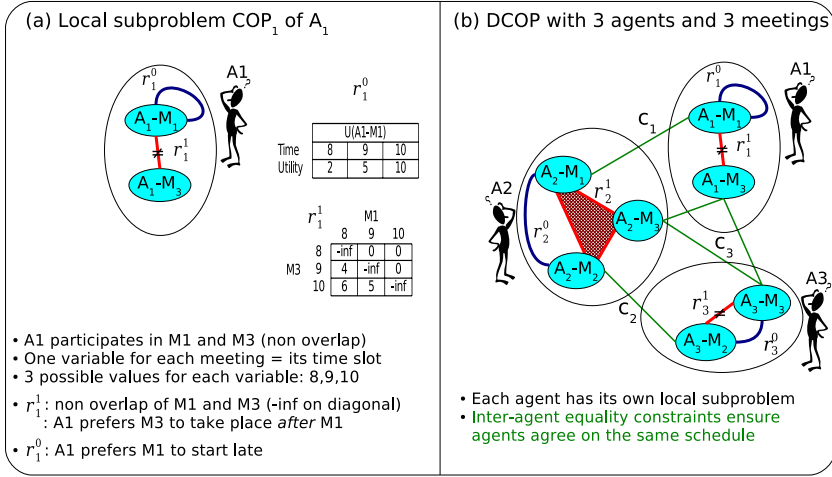 (a) Local subproblem COP₁ of A₁
r₁⁰
A₁-M₁
≠ r₁¹
A₁-M₃
A1
?
r₁⁰
U(A1-M1)
Time 8 9 10
Utility 2 5 10
r₁¹
M1
8 9 10
8 -inf 0 0
M3 9 4 -inf 0
10 6 5 -inf
• A1 participates in M1 and M3 (non overlap)
• One variable for each meeting = its time slot
• 3 possible values for each variable: 8,9,10
• r₁¹: non overlap of M1 and M3 (-inf on diagonal)
: A1 prefers M3 to take place after M1
• r₁⁰: A1 prefers M1 to start late
(b) DCOP with 3 agents and 3 meetings
A1
?
r₁⁰
A₁-M₁
≠ r₁¹
A₁-M₃
C₁
A2
?
A₂-M₁
r₂¹
r₂⁰
A₂-M₃
A₂-M₂
C₃
C₂
A3
?
r₃¹ ≠
A₃-M₃
A₃-M₂
r₃⁰
• Each agent has its own local subproblem
• Inter-agent equality constraints ensure
agents agree on the same schedule